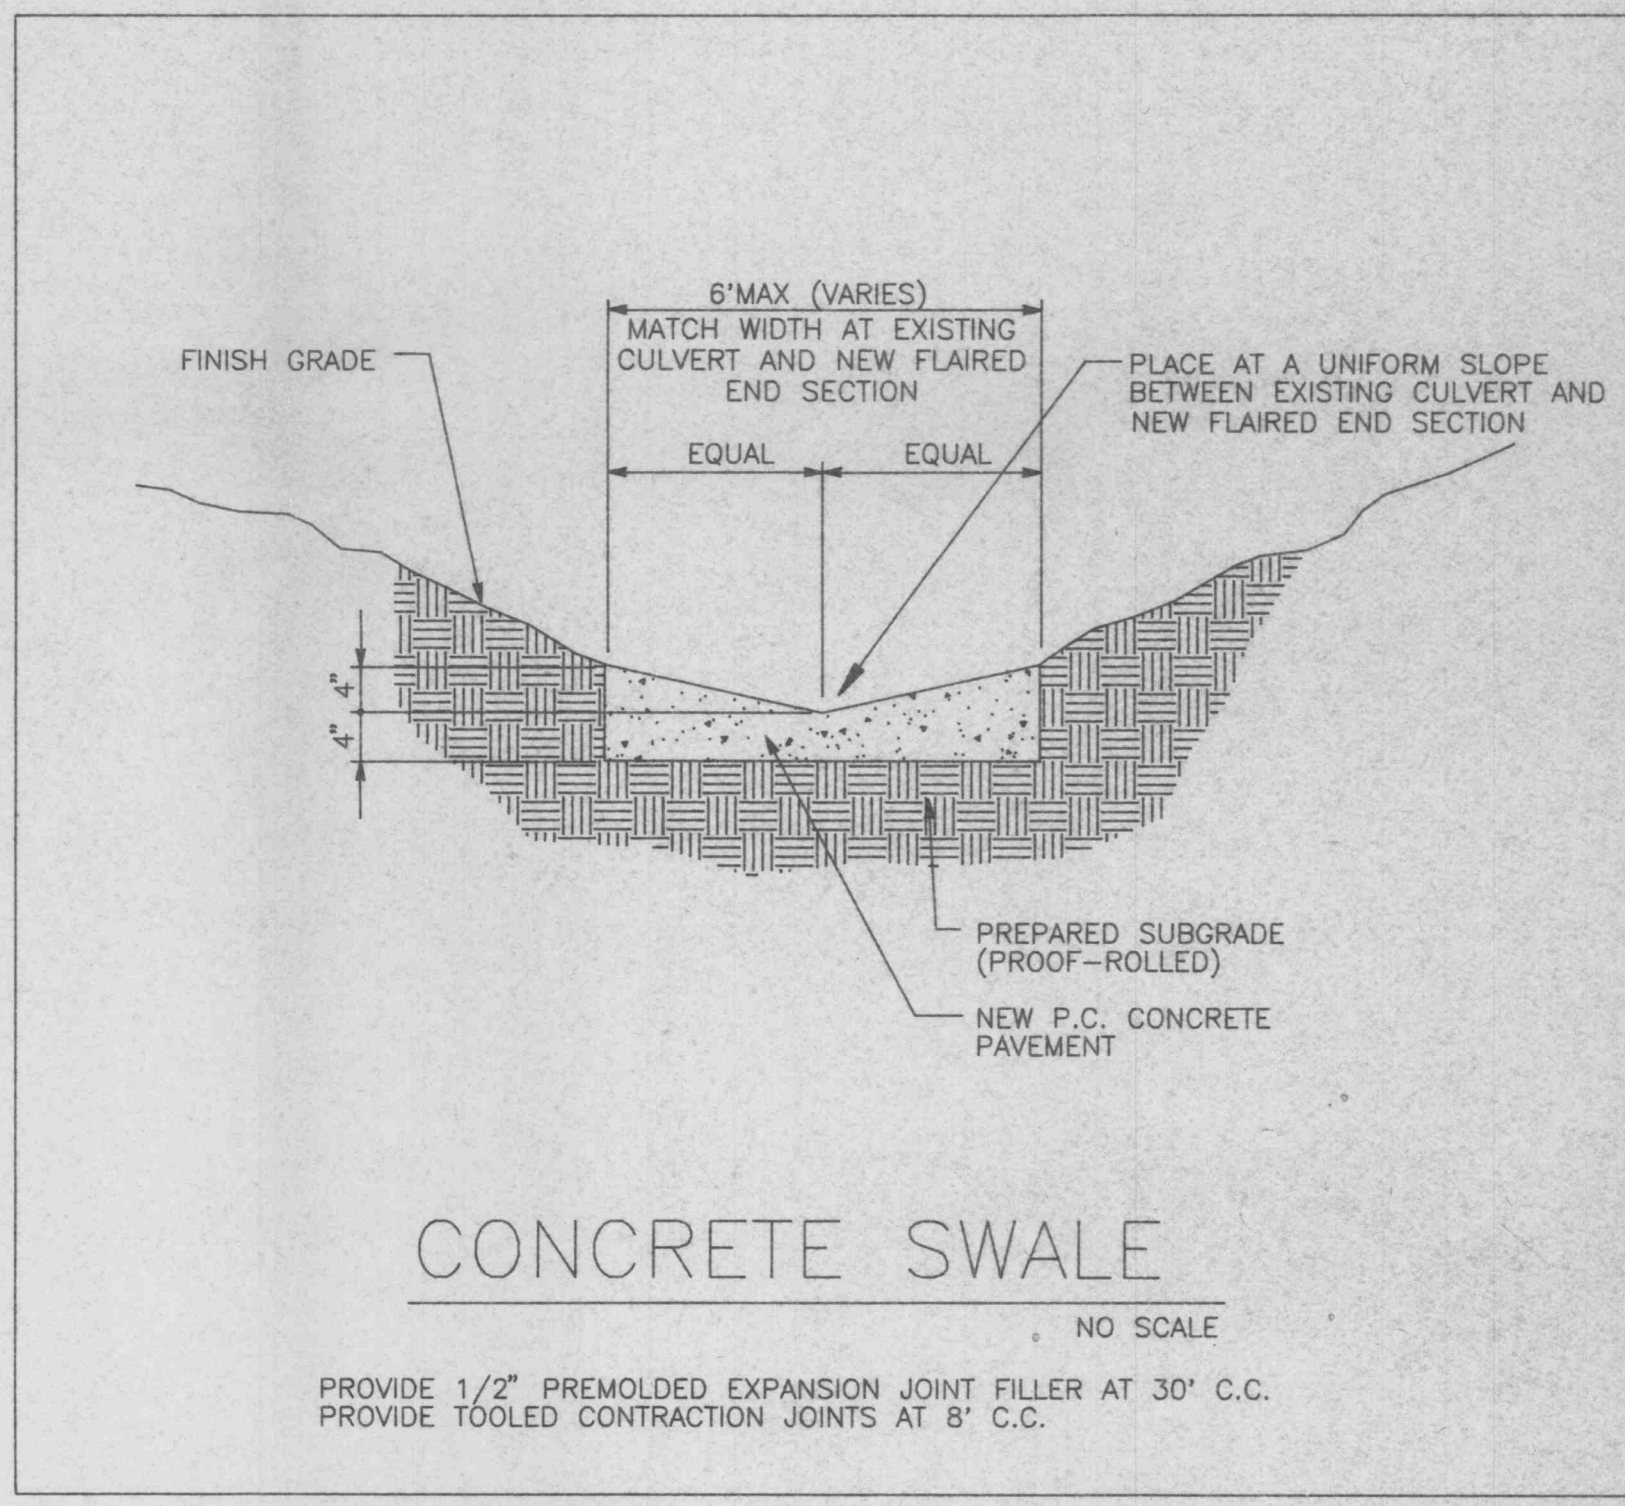 6'MAX (VARIES)
MATCH WIDTH AT EXISTING
CULVERT AND NEW FLAIRED
END SECTION
FINISH GRADE
PLACE AT A UNIFORM SLOPE
BETWEEN EXISTING CULVERT AND
NEW FLAIRED END SECTION
EQUAL
EQUAL
4"
4"
PREPARED SUBGRADE
(PROOF-ROLLED)
NEW P.C. CONCRETE
PAVEMENT
CONCRETE SWALE
NO SCALE
PROVIDE 1/2" PREMOLDED EXPANSION JOINT FILLER AT 30' C.C.
PROVIDE TOOLED CONTRACTION JOINTS AT 8' C.C.